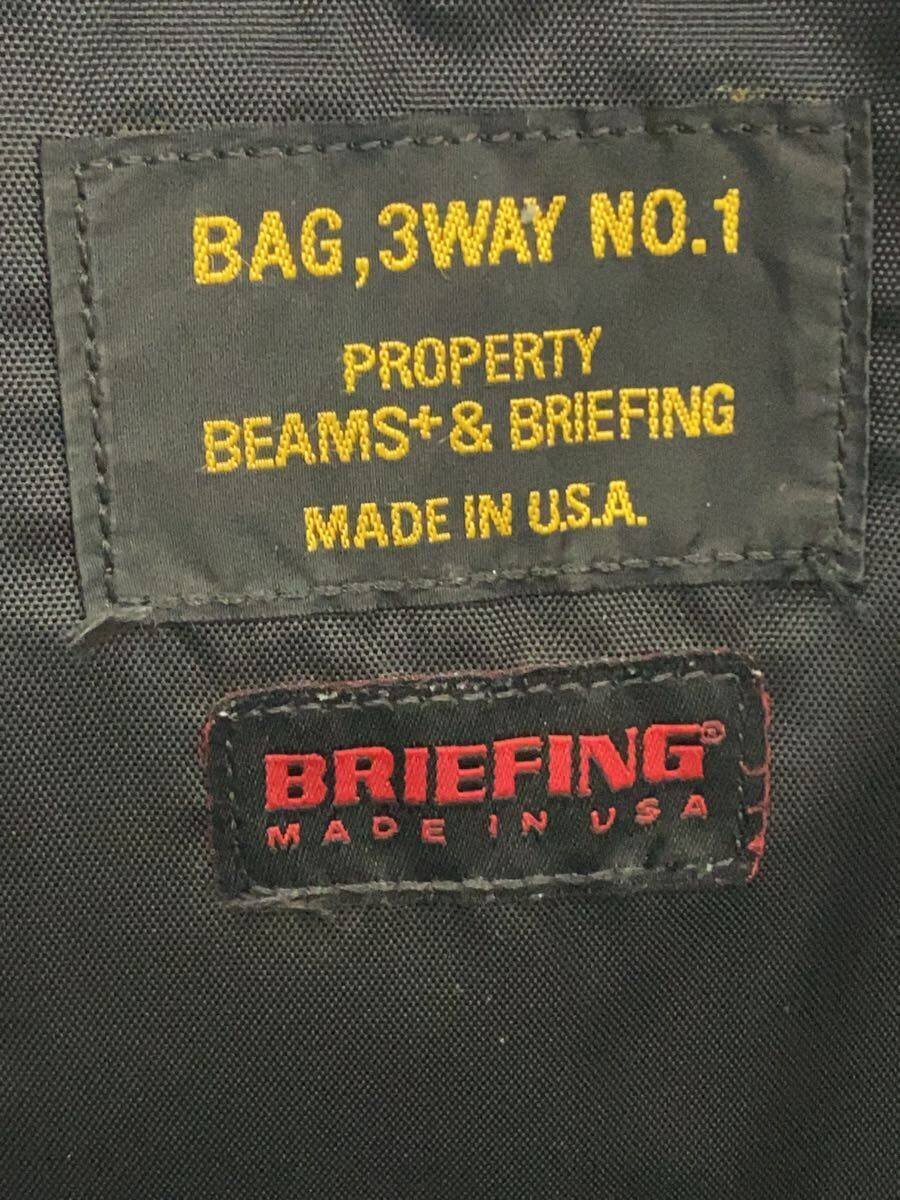 BAG, 3WAY NO.1
PROPERTY
BEAMS+ & BRIEFING
MADE IN U.S.A.
BRIEFING®
MADE IN USA